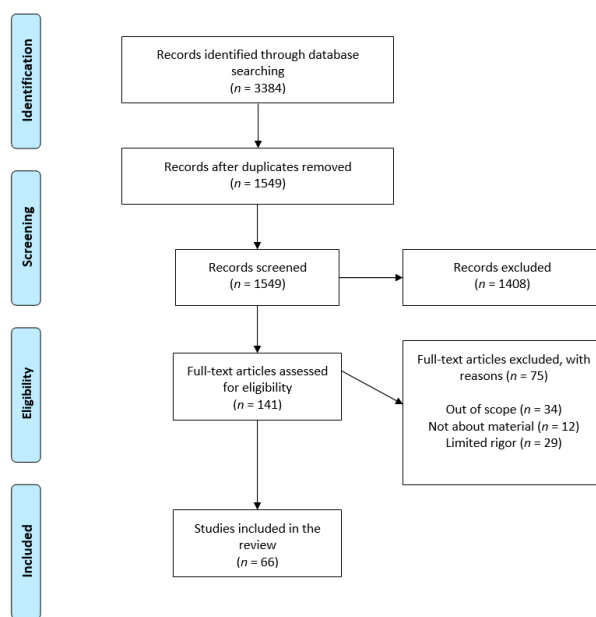 Identification
Records identified through database
searching
(n = 3384)
Records after duplicates removed
(n = 1549)
Screening
Records screened
(n = 1549)
Records excluded
(n = 1408)
Eligibility
Full-text articles assessed
for eligibility
(n = 141)
Full-text articles excluded, with
reasons (n = 75)
Out of scope (n = 34)
Not about material (n = 12)
Limited rigor (n = 29)
Included
Studies included in the
review
(n = 66)